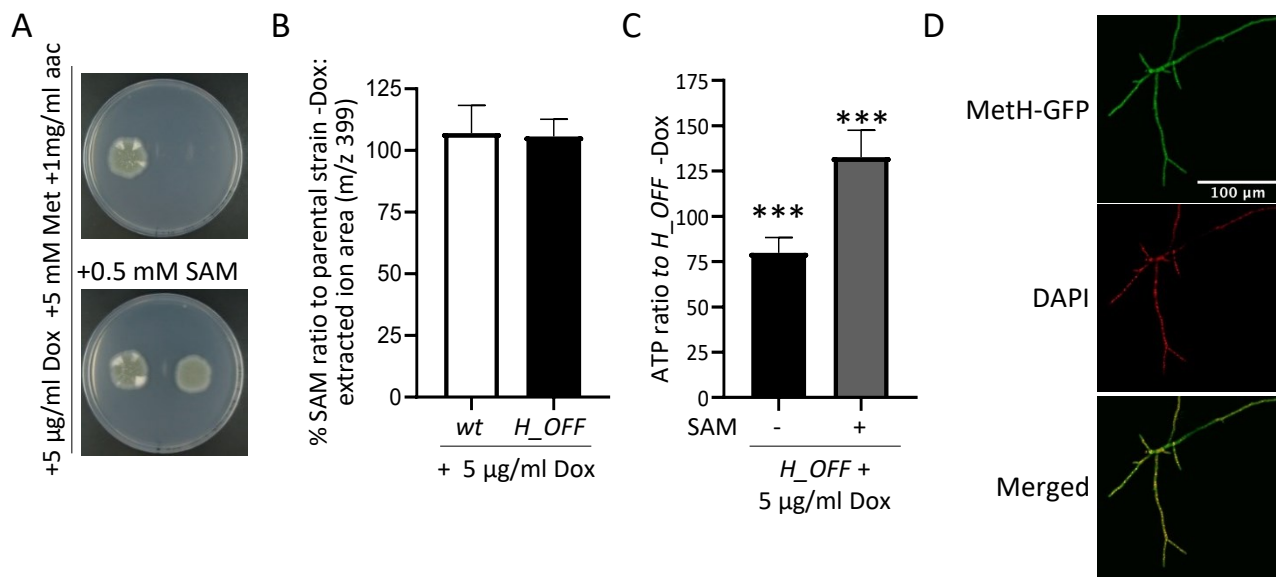 A
+5 µg/ml Dox +5 mM Met +1mg/ml aac
+0.5 mM SAM
B
% SAM ratio to parental strain -Dox:
extracted ion area (m/z 399)
125
100
75
50
25
0
wt H_OFF
+ 5 µg/ml Dox
C
ATP ratio to H_OFF -Dox
175
150
125
100
75
50
25
0
***
***
SAM - +
H_OFF +
5 µg/ml Dox
D
MetH-GFP
100 µm
DAPI
Merged